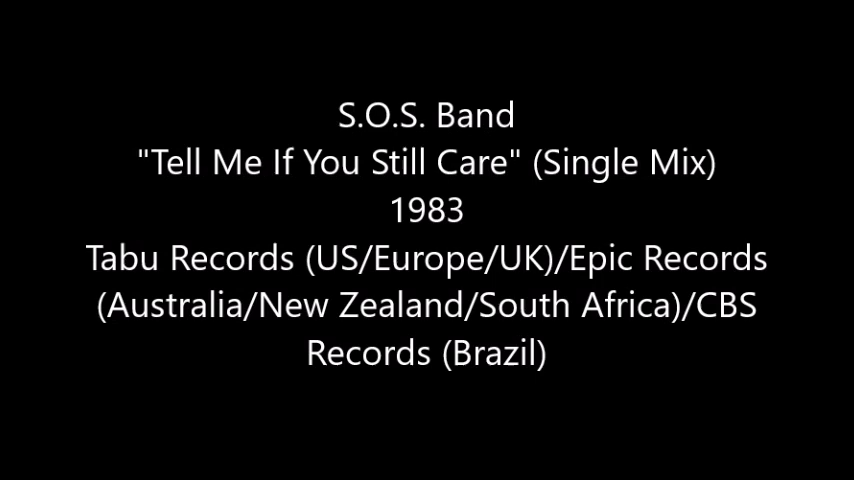 S.O.S. Band
"Tell Me If You Still Care" (Single Mix)
1983
Tabu Records (US/Europe/UK)/Epic Records
(Australia/New Zealand/South Africa)/CBS
Records (Brazil)